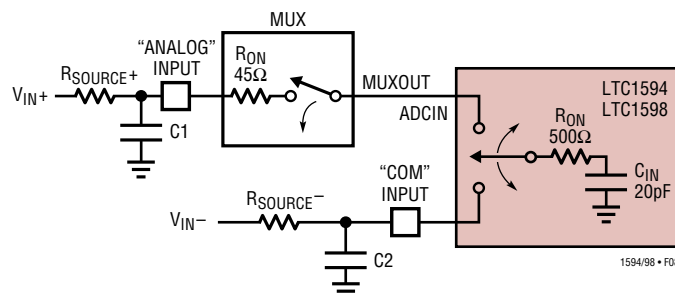 MUX
"ANALOG"
INPUT
RON
45Ω
RSOURCE+
VIN+
C1
MUXOUT
ADCIN
LTC1594
LTC1598
RON
500Ω
CIN
20pF
"COM"
INPUT
RSOURCE–
VIN–
C2
1594/98 • F08